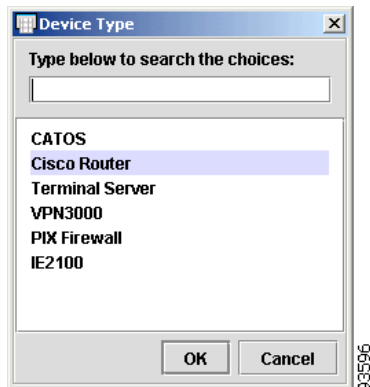 Device Type
Type below to search the choices:
CATOS
Cisco Router
Terminal Server
VPN3000
PIX Firewall
IE2100
OK
Cancel
93596